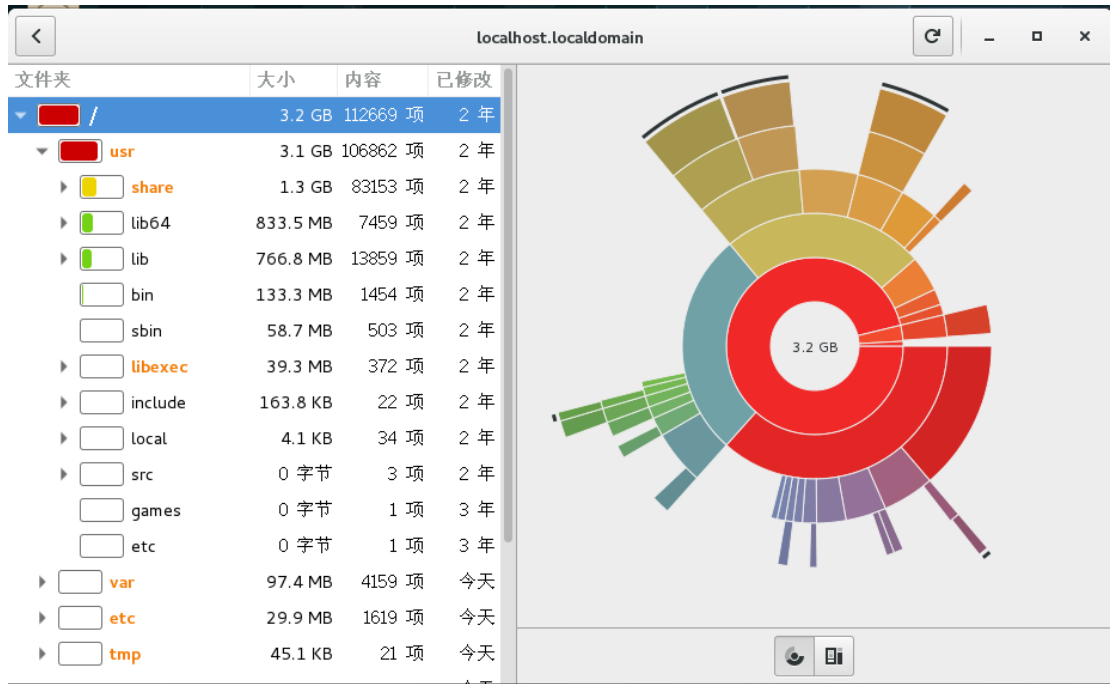 localhost.localdomain
文件夹 大小 内容 已修改
/ 3.2 GB 112669 项 2 年
usr 3.1 GB 106862 项 2 年
share 1.3 GB 83153 项 2 年
lib64 833.5 MB 7459 项 2 年
lib 766.8 MB 13859 项 2 年
bin 133.3 MB 1454 项 2 年
sbin 58.7 MB 503 项 2 年
libexec 39.3 MB 372 项 2 年
include 163.8 KB 22 项 2 年
local 4.1 KB 34 项 2 年
src 0 字节 3 项 2 年
games 0 字节 1 项 3 年
etc 0 字节 1 项 3 年
var 97.4 MB 4159 项 今天
etc 29.9 MB 1619 项 今天
tmp 45.1 KB 21 项 今天
3.2 GB